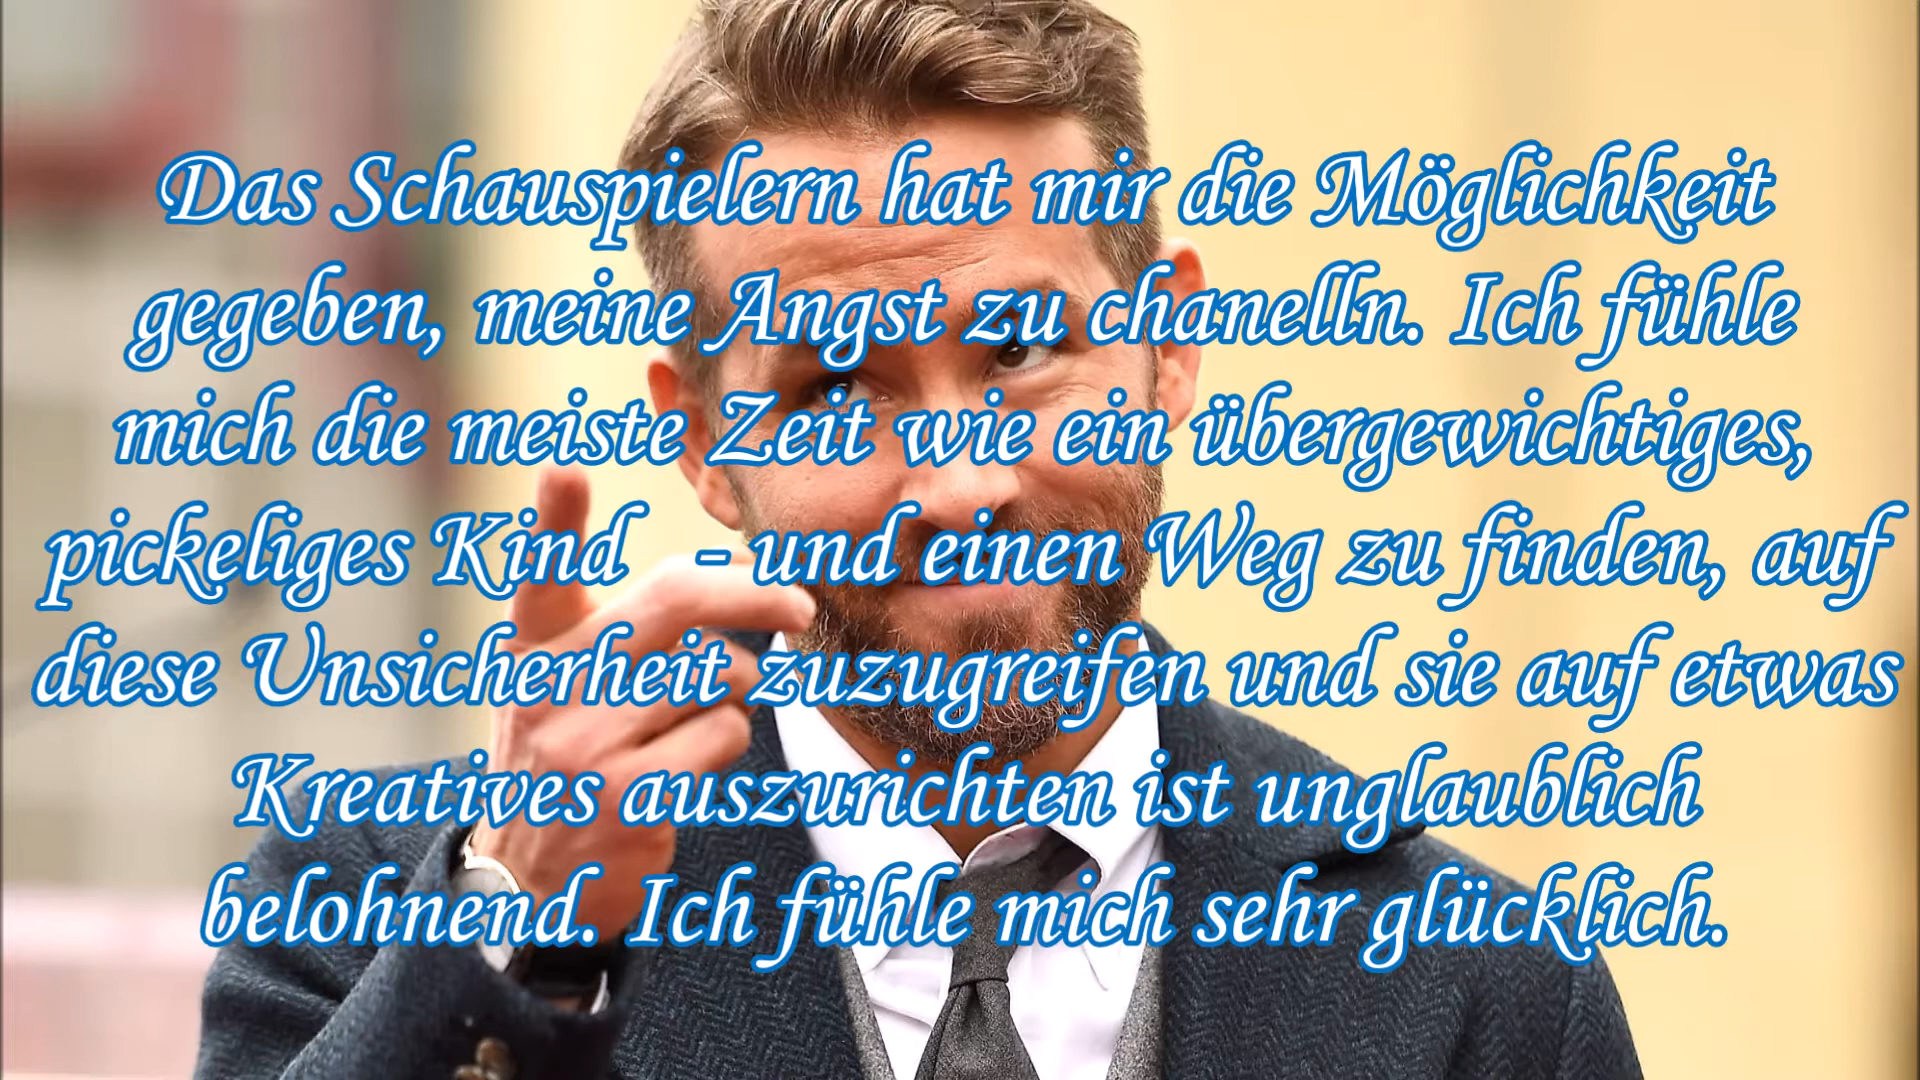 Das Schauspielern hat mir die Möglichkeit
gegeben, meine Angst zu chanelln. Ich fühle
mich die meiste Zeit wie ein übergewichtiges,
pickeliges Kind - und einen Weg zu finden, auf
diese Unsicherheit zuzugreifen und sie auf etwas
Kreatives auszurichten ist unglaublich
belohnend. Ich fühle mich sehr glücklich.